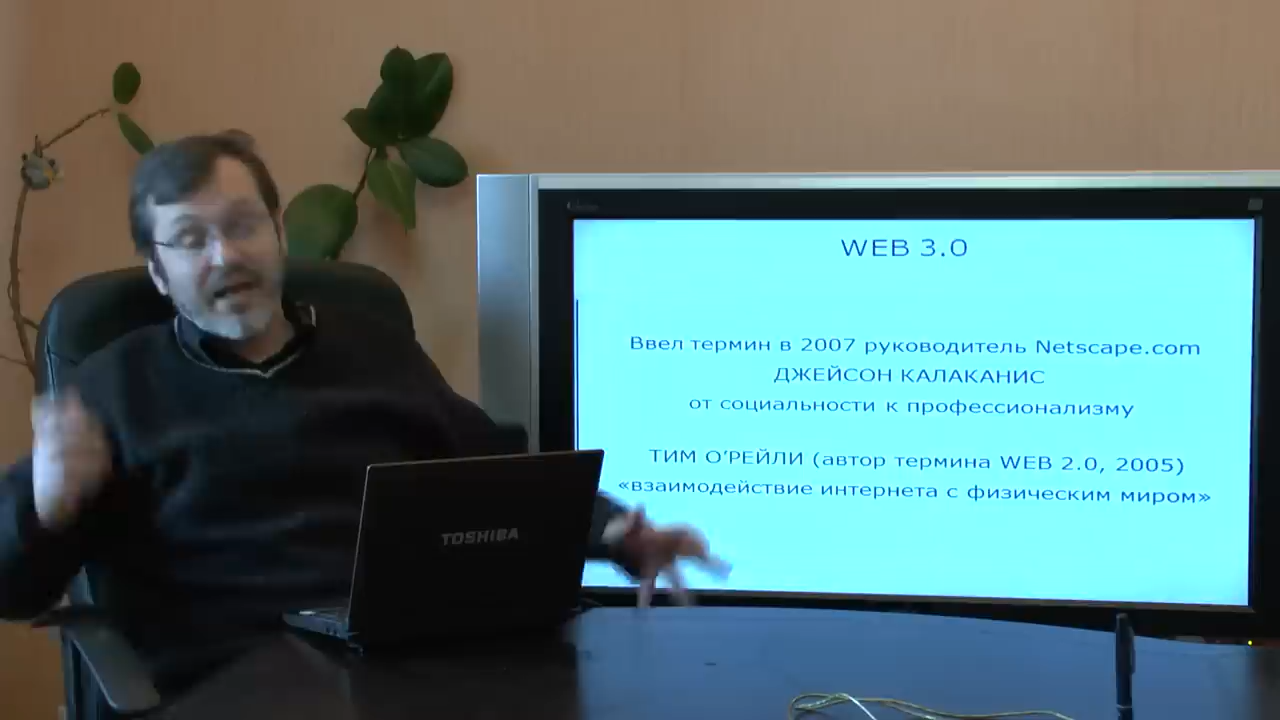 WEB 3.0
Ввел термин в 2007 руководитель Netscape.com
ДЖЕЙСОН КАЛАКАНИС
от социальности к профессионализму
ТИМ О'РЕЙЛИ (автор термина WEB 2.0, 2005)
«взаимодействие интернета с физическим миром»
TOSHIBA